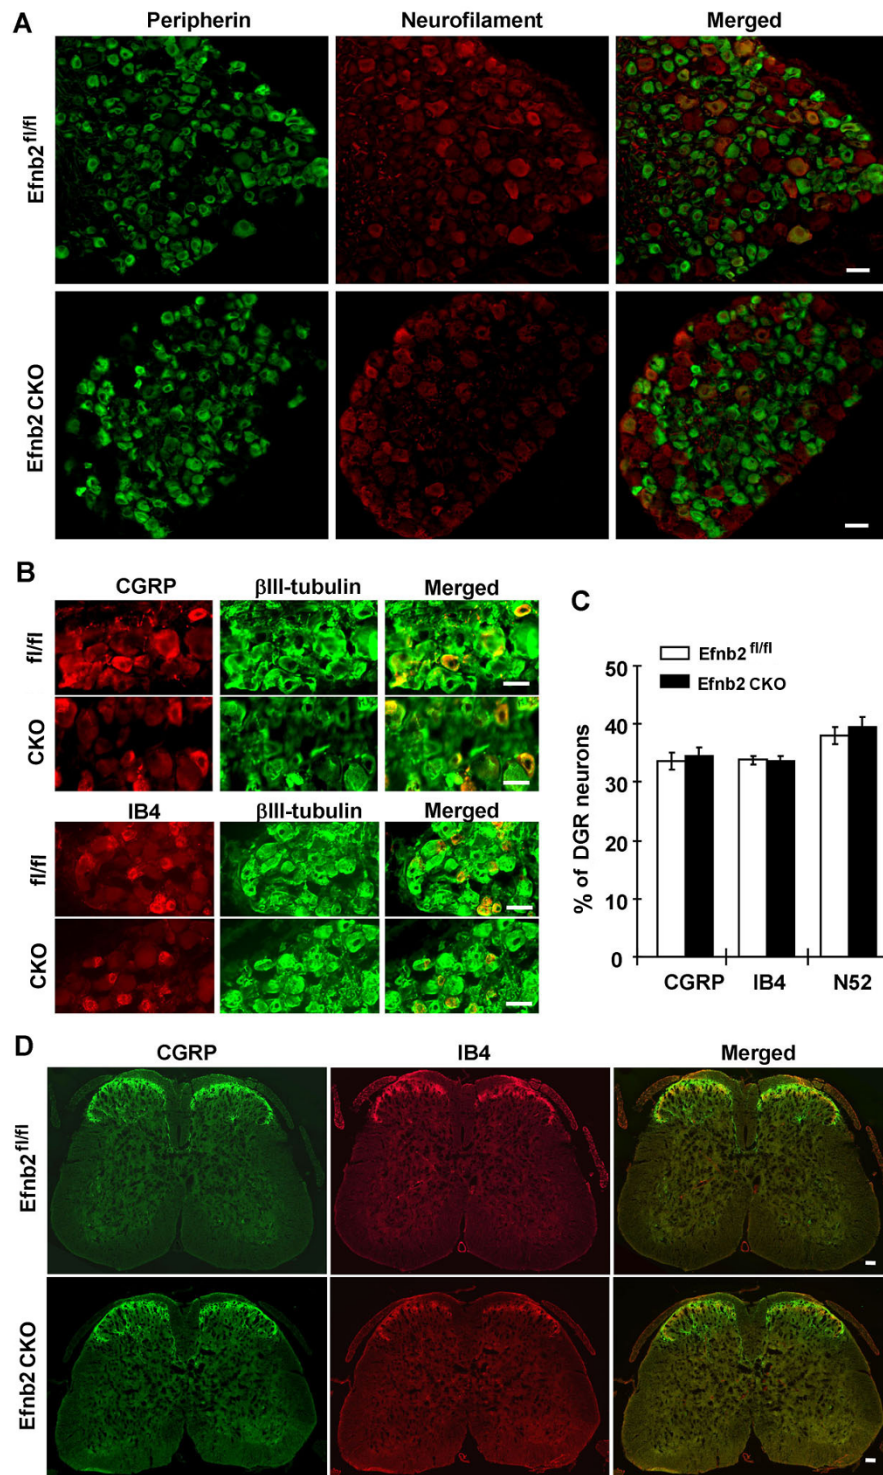 A
Peripherin Neurofilament Merged
Efnb2 fl/fl
Efnb2 CKO
B
CGRP βIII-tubulin Merged
fl/fl
CKO
IB4 βIII-tubulin Merged
fl/fl
CKO
C
Efnb2 fl/fl
Efnb2 CKO
% of DGR neurons
50
40
30
20
10
0
CGRP IB4 N52
D
CGRP IB4 Merged
Efnb2 fl/fl
Efnb2 CKO